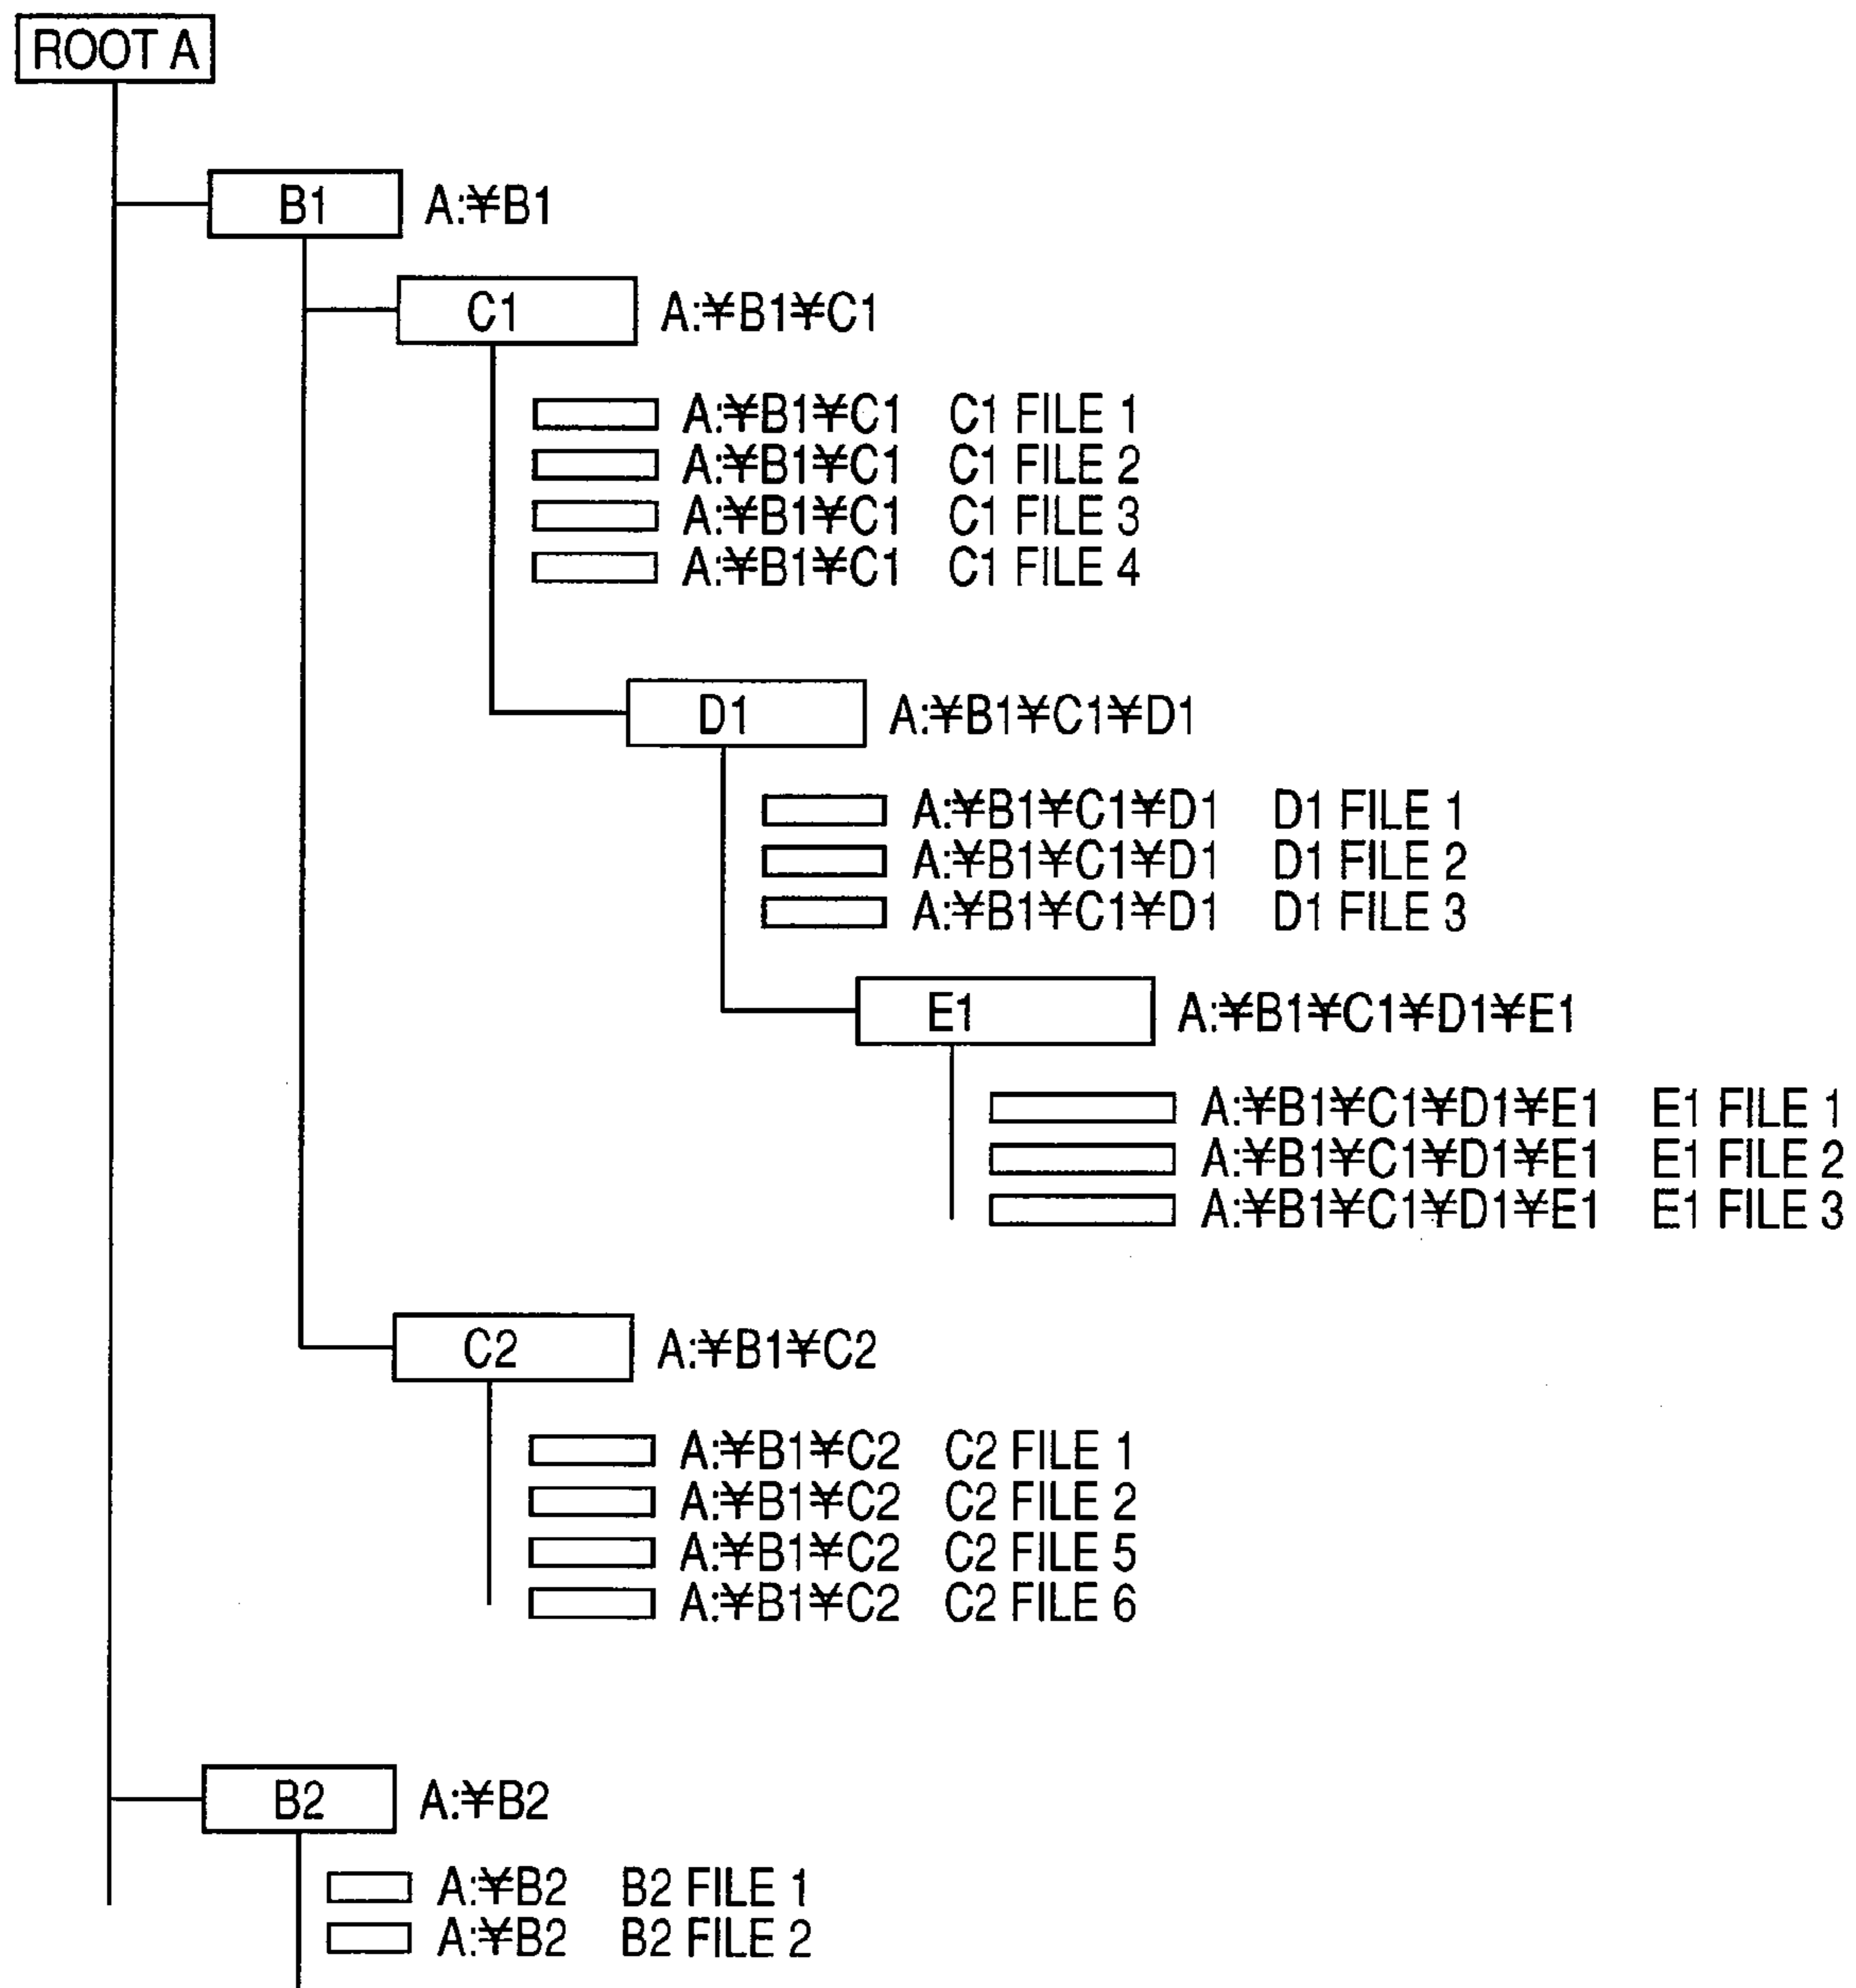 ROOT A
B1 A:¥B1
C1 A:¥B1¥C1
A:¥B1¥C1 C1 FILE 1
A:¥B1¥C1 C1 FILE 2
A:¥B1¥C1 C1 FILE 3
A:¥B1¥C1 C1 FILE 4
D1 A:¥B1¥C1¥D1
A:¥B1¥C1¥D1 D1 FILE 1
A:¥B1¥C1¥D1 D1 FILE 2
A:¥B1¥C1¥D1 D1 FILE 3
E1 A:¥B1¥C1¥D1¥E1
A:¥B1¥C1¥D1¥E1 E1 FILE 1
A:¥B1¥C1¥D1¥E1 E1 FILE 2
A:¥B1¥C1¥D1¥E1 E1 FILE 3
C2 A:¥B1¥C2
A:¥B1¥C2 C2 FILE 1
A:¥B1¥C2 C2 FILE 2
A:¥B1¥C2 C2 FILE 5
A:¥B1¥C2 C2 FILE 6
B2 A:¥B2
A:¥B2 B2 FILE 1
A:¥B2 B2 FILE 2